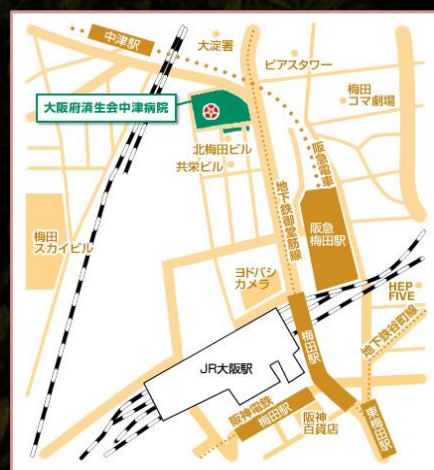 中津駅
大淀署
ピアスタワー
梅田
コマ劇場
大阪府済生会中津病院
北梅田ビル
共栄ビル
阪急電車
地下鉄御堂筋線
阪急
梅田駅
梅田
スカイビル
ヨドバシ
カメラ
HEP
FIVE
梅田駅
地下鉄谷町線
JR大阪駅
阪神電鉄
梅田駅
阪神
百貨店
東梅田駅